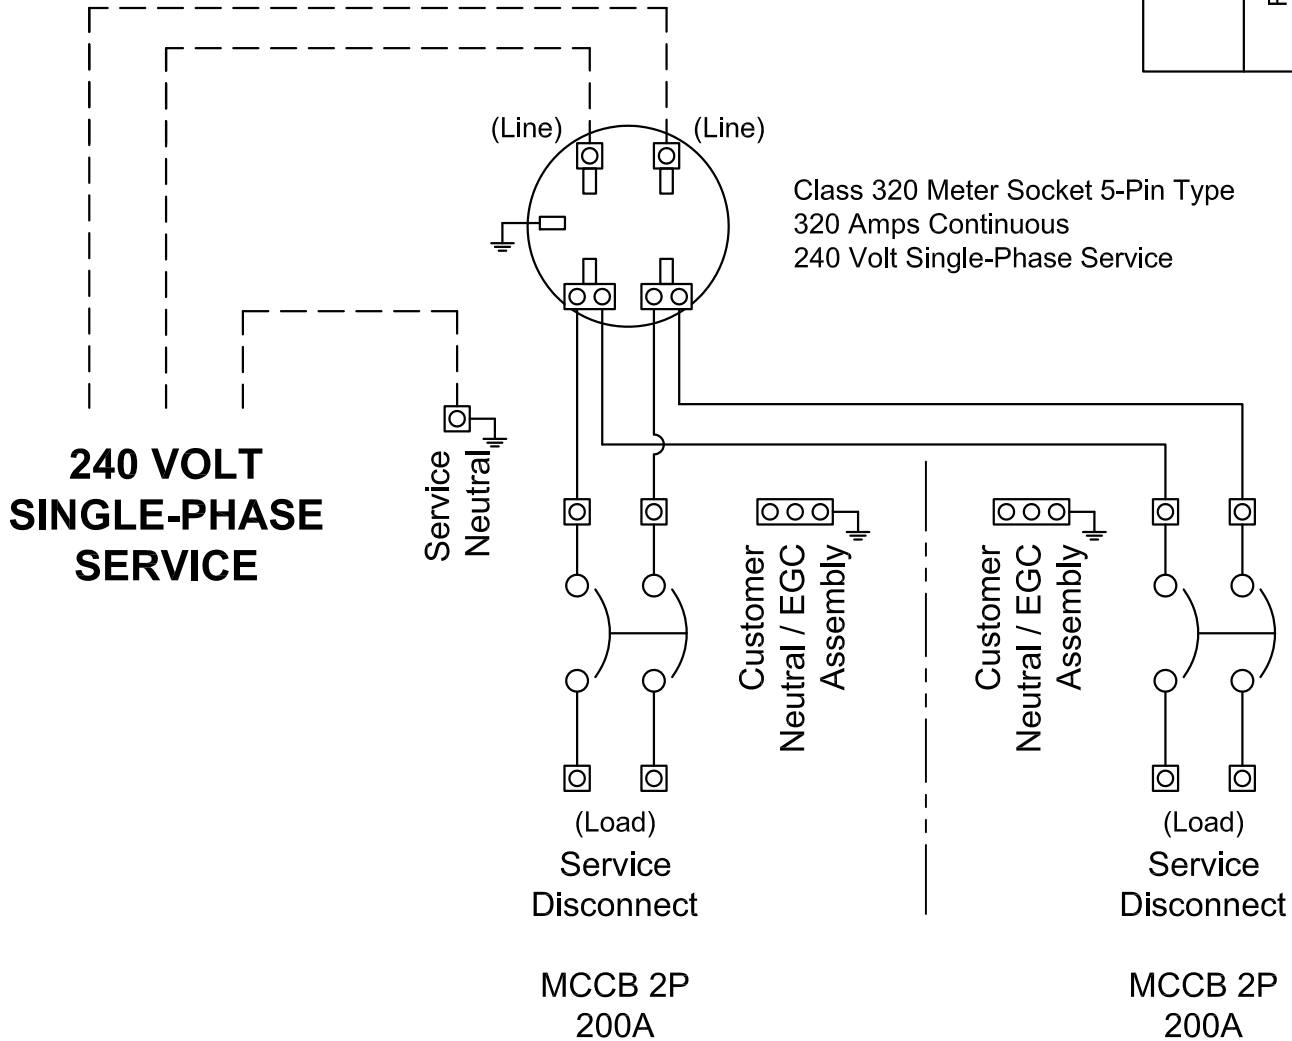 (Line)
(Line)
Class 320 Meter Socket 5-Pin Type
320 Amps Continuous
240 Volt Single-Phase Service
240 VOLT
SINGLE-PHASE
SERVICE
Service
Neutral
Customer
Neutral / EGC
Assembly
Customer
Neutral / EGC
Assembly
(Load)
Service
Disconnect
MCCB 2P
200A
(Load)
Service
Disconnect
MCCB 2P
200A